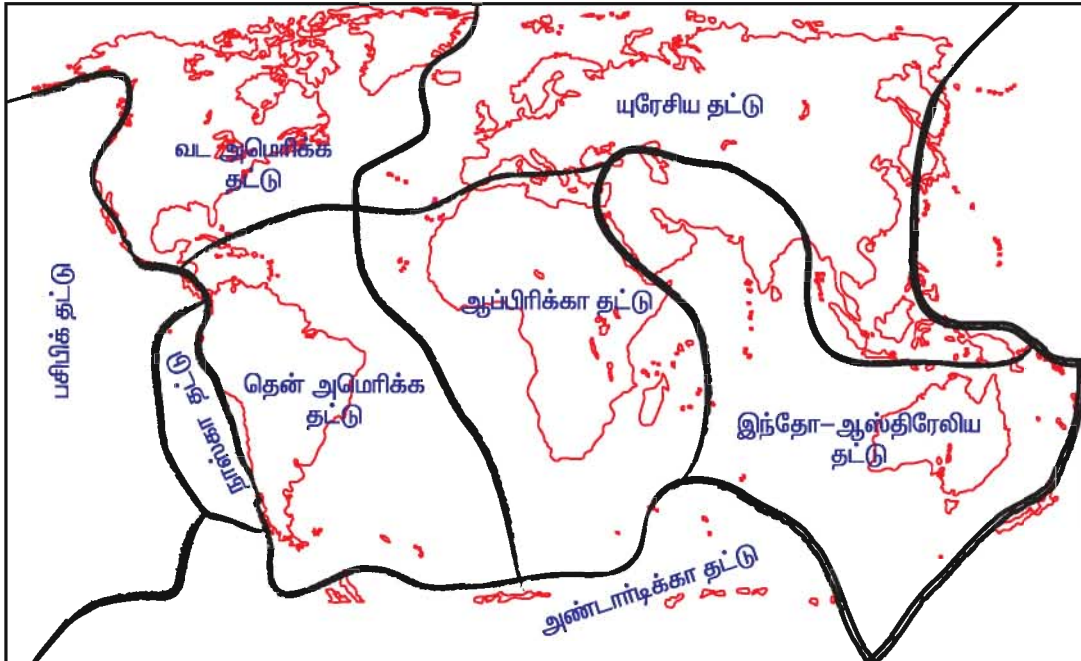 யுரேசிய தட்டு
வட அமெரிக்க
தட்டு
பசிபிக் தட்டு
ஆப்பிரிக்கா தட்டு
நாஸ்கா தட்டு
தென் அமெரிக்க
தட்டு
இந்தோ–ஆஸ்திரேலிய
தட்டு
அண்டார்டிக்கா தட்டு